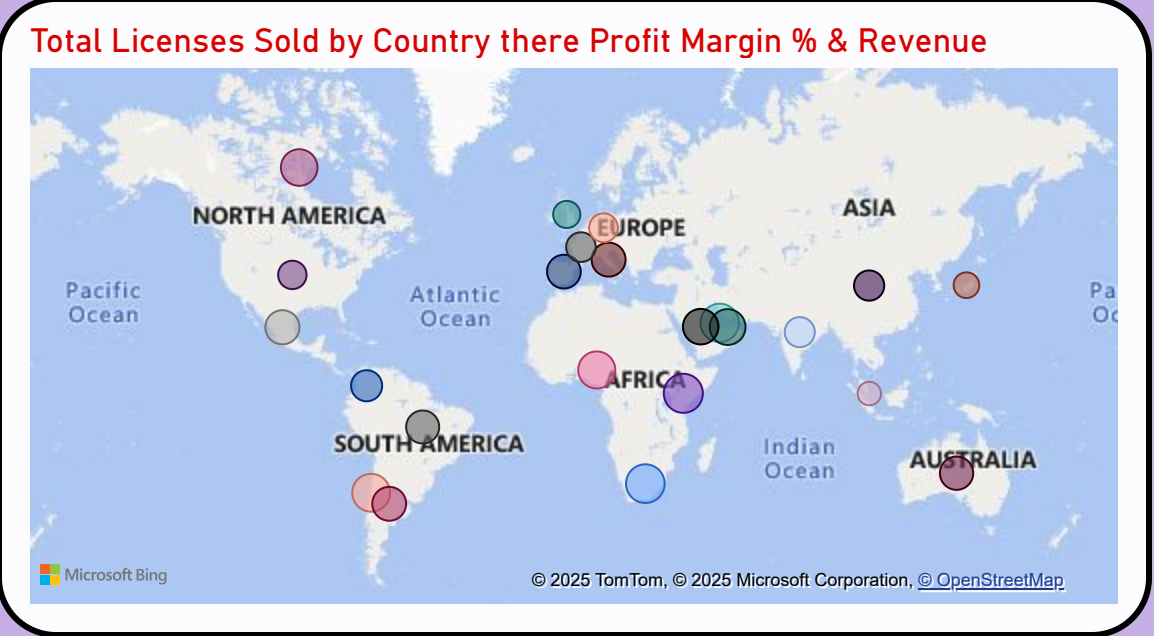 Total Licenses Sold by Country there Profit Margin % & Revenue
NORTH AMERICA
EUROPE
ASIA
Pacific
Ocean
Atlantic
Ocean
Pa
Oc
AFRICA
SOUTH AMERICA
Indian
Ocean
AUSTRALIA
Microsoft Bing
© 2025 TomTom, © 2025 Microsoft Corporation, © OpenStreetMap